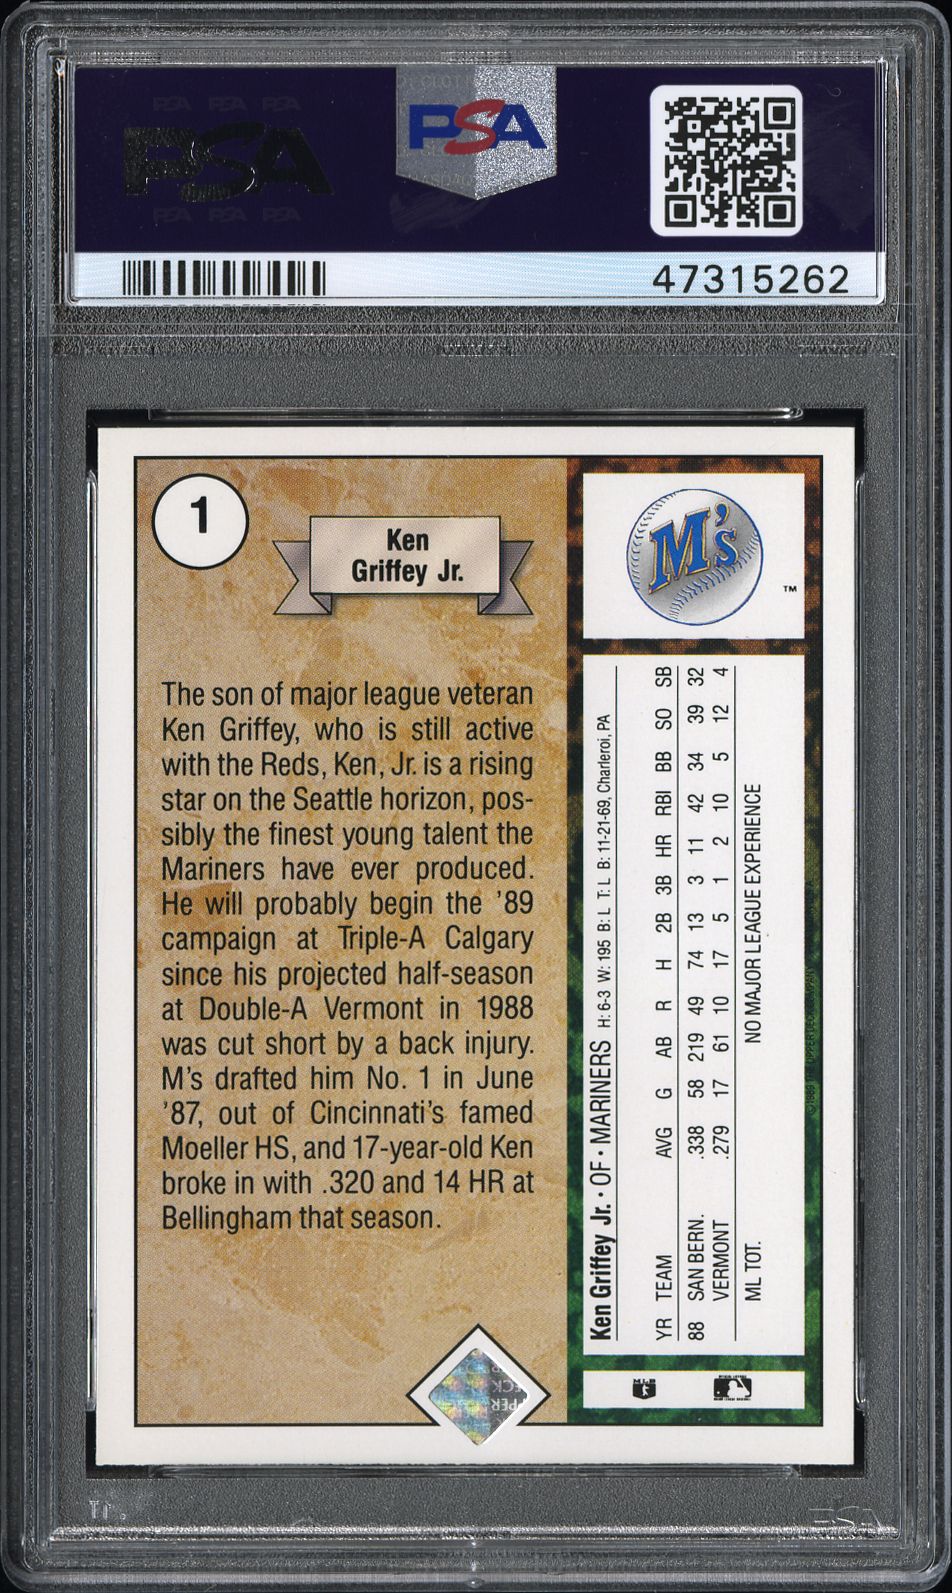 PSA PSA PSA
PSA
PSA PSA PSA
PSA
47315262
1
Ken
Griffey Jr.
M's
™
The son of major league veteran
Ken Griffey, who is still active
with the Reds, Ken, Jr. is a rising
star on the Seattle horizon, pos-
sibly the finest young talent the
Mariners have ever produced.
He will probably begin the '89
campaign at Triple-A Calgary
since his projected half-season
at Double-A Vermont in 1988
was cut short by a back injury.
M's drafted him No. 1 in June
'87, out of Cincinnati's famed
Moeller HS, and 17-year-old Ken
broke in with .320 and 14 HR at
Bellingham that season.
Ken Griffey Jr. • OF • MARINERS H: 6-3 W: 195 B: L T: L B: 11-21-69, Charleroi, PA
YR TEAM AVG G AB R H 2B 3B HR RBI BB SO SB
88 SAN BERN. .338 58 219 49 74 13 3 11 42 34 39 32
VERMONT .279 17 61 10 17 5 1 2 10 5 12 4
ML TOT. NO MAJOR LEAGUE EXPERIENCE
PSA